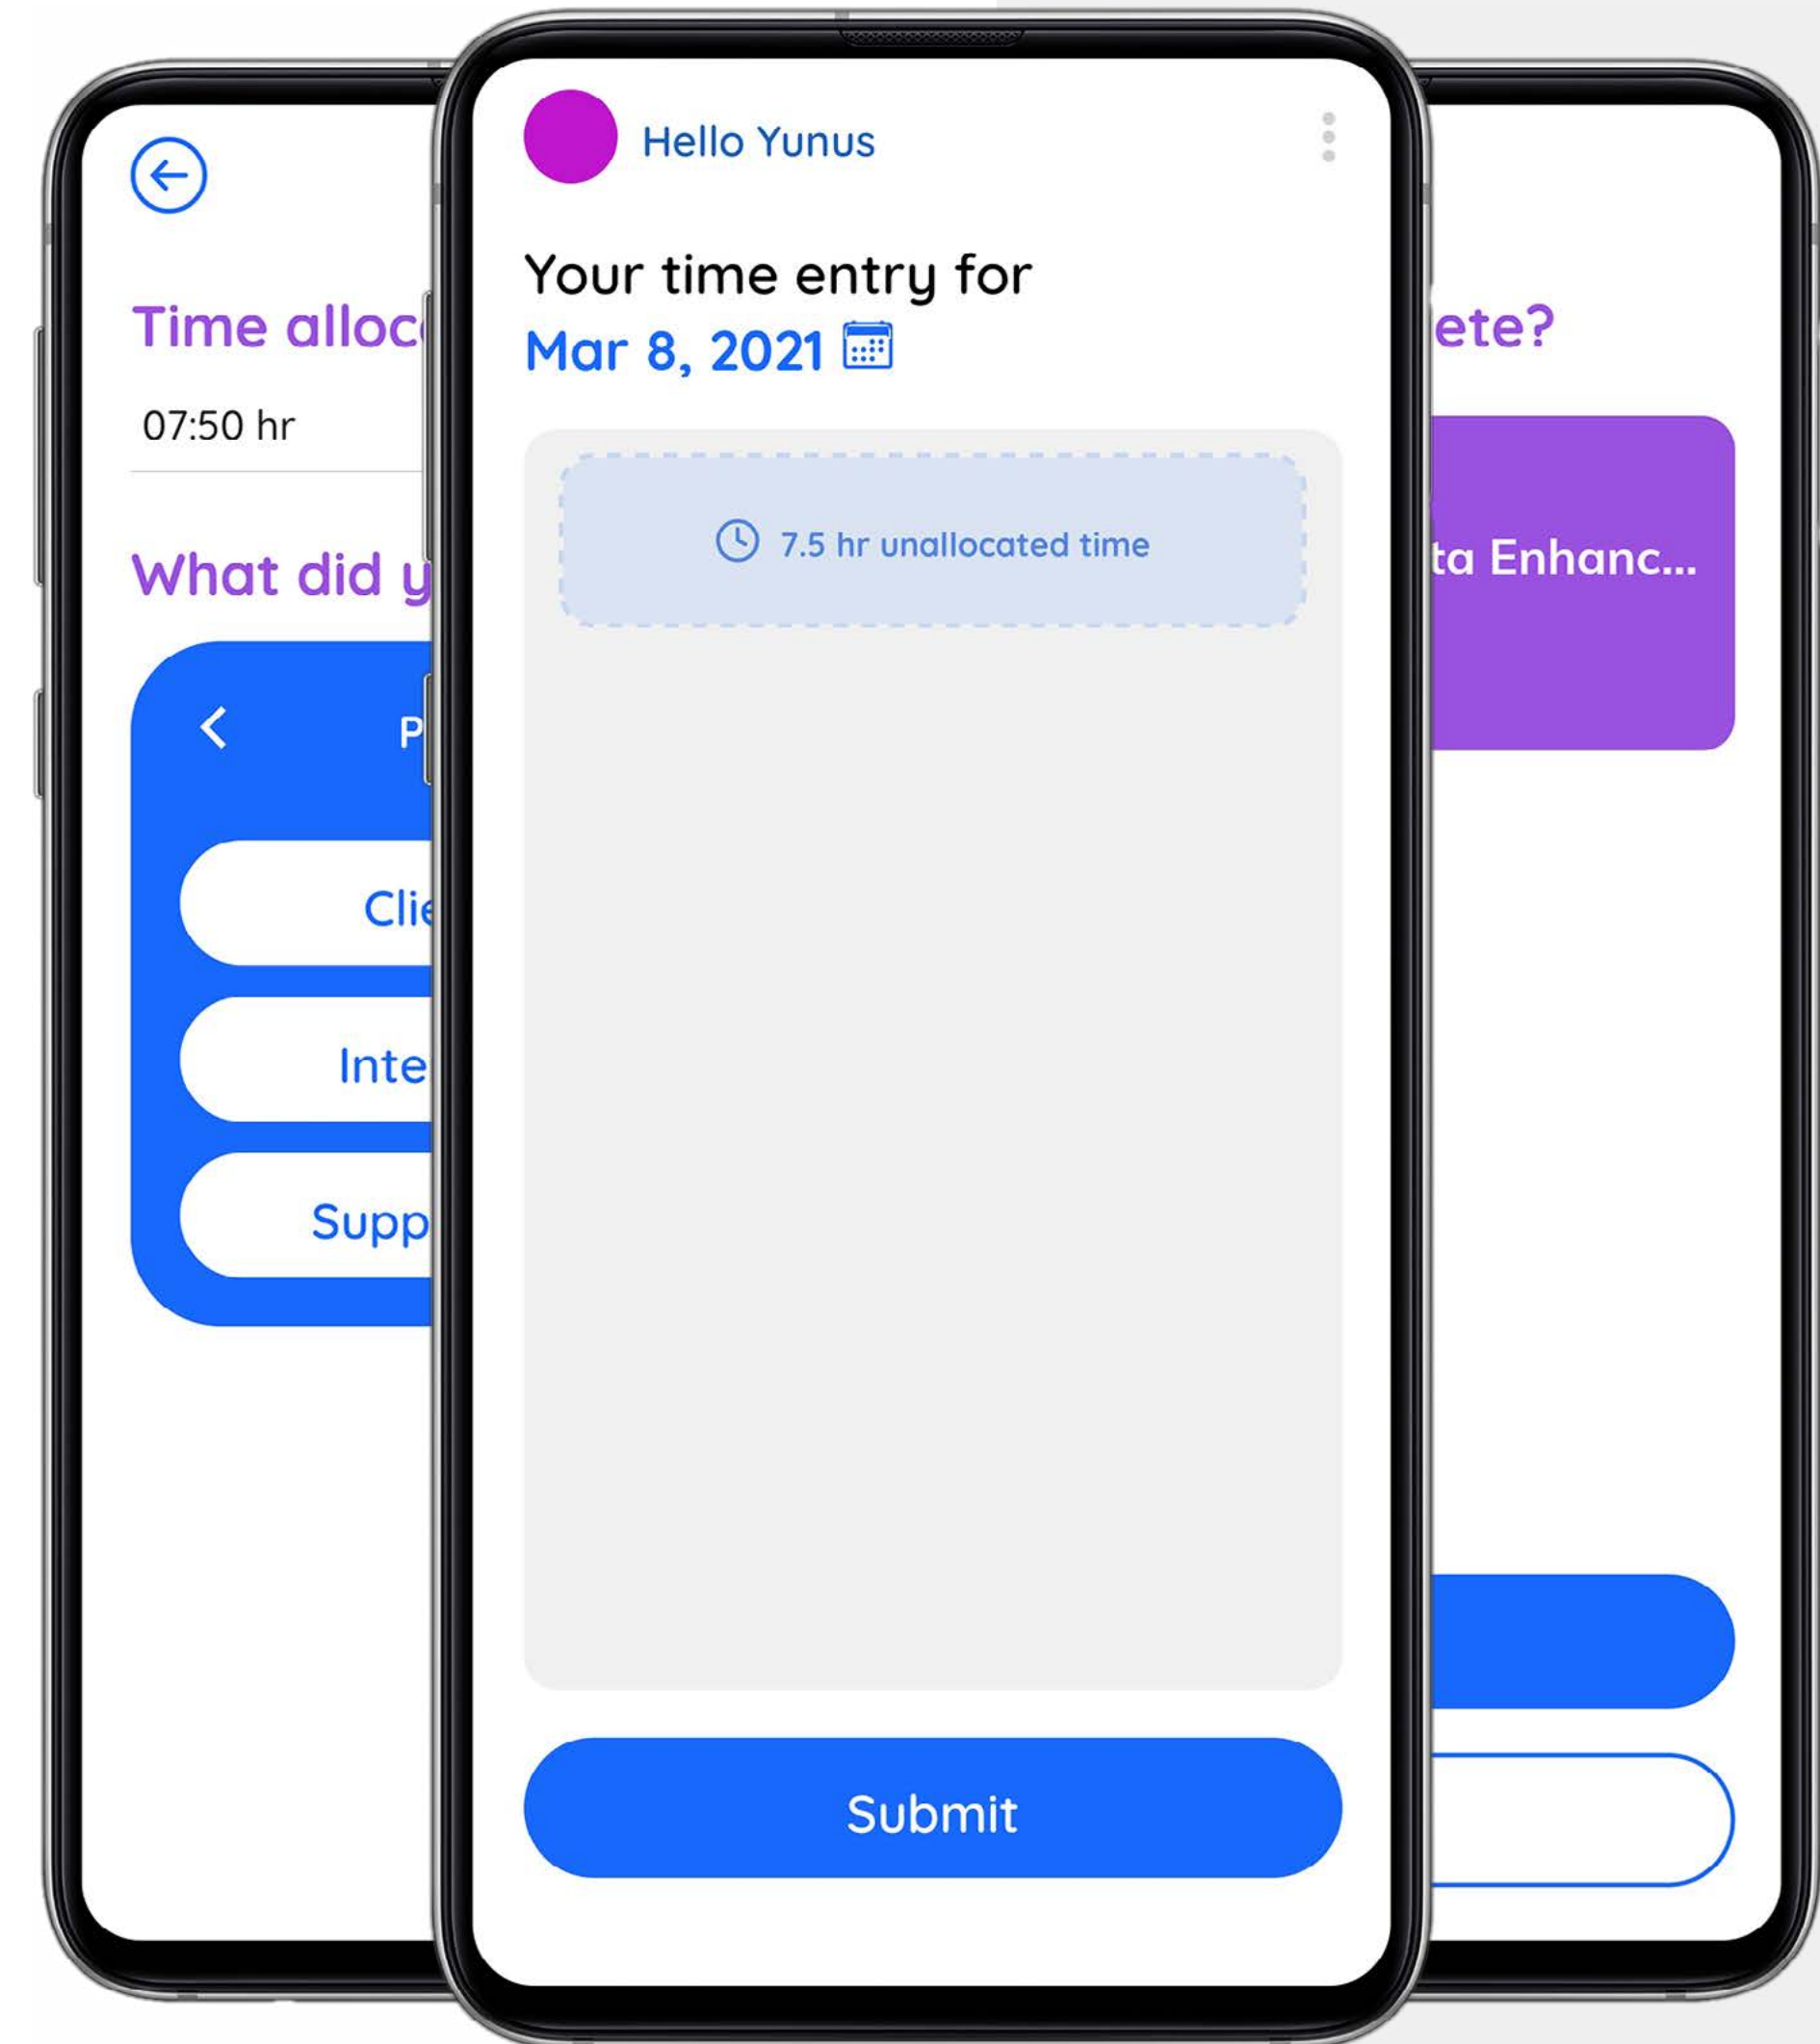 Time alloc
07:50 hr
What did y
P
Clie
Inte
Supp
Hello Yunus
Your time entry for
Mar 8, 2021
7.5 hr unallocated time
Submit
ete?
ta Enhanc...